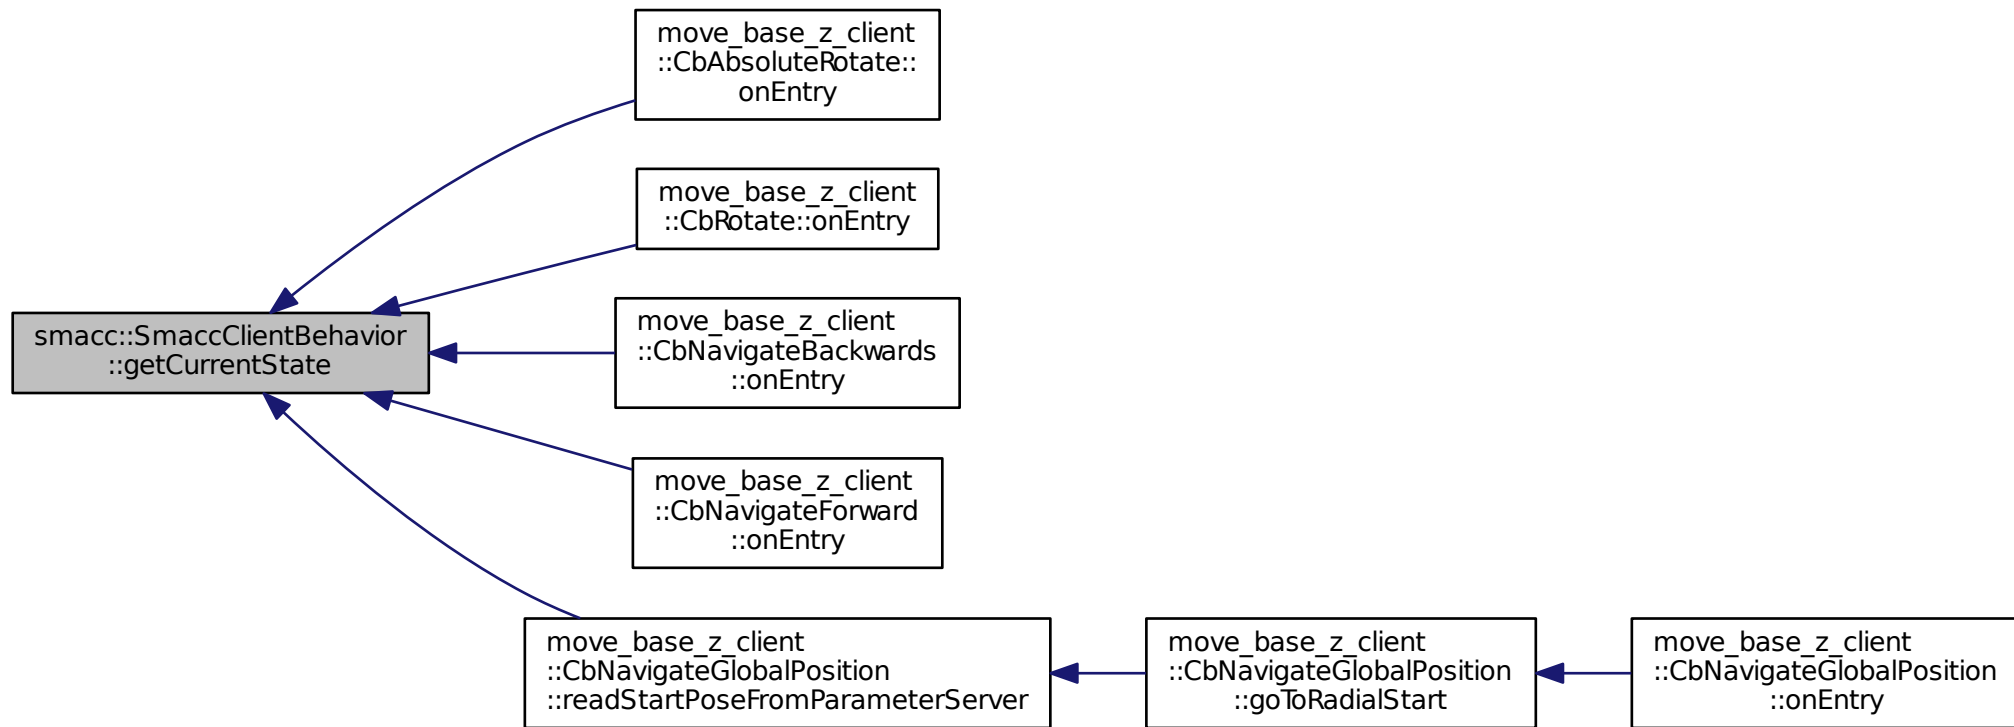 move_base_z_client
::CbAbsoluteRotate::
onEntry
move_base_z_client
::CbRotate::onEntry
smacc::SmaccClientBehavior
::getCurrentState
move_base_z_client
::CbNavigateBackwards
::onEntry
move_base_z_client
::CbNavigateForward
::onEntry
move_base_z_client
::CbNavigateGlobalPosition
::readStartPoseFromParameterServer
move_base_z_client
::CbNavigateGlobalPosition
::goToRadialStart
move_base_z_client
::CbNavigateGlobalPosition
::onEntry